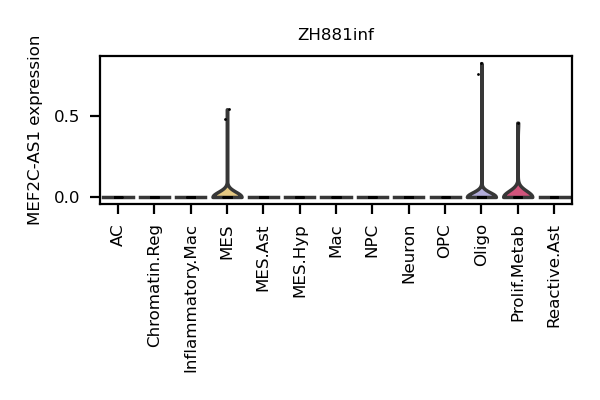 ZH881inf
MEF2C-AS1 expression
0.5
0.0
AC
Chromatin.Reg
Inflammatory.Mac
MES
MES.Ast
MES.Hyp
Mac
NPC
Neuron
OPC
Oligo
Prolif.Metab
Reactive.Ast